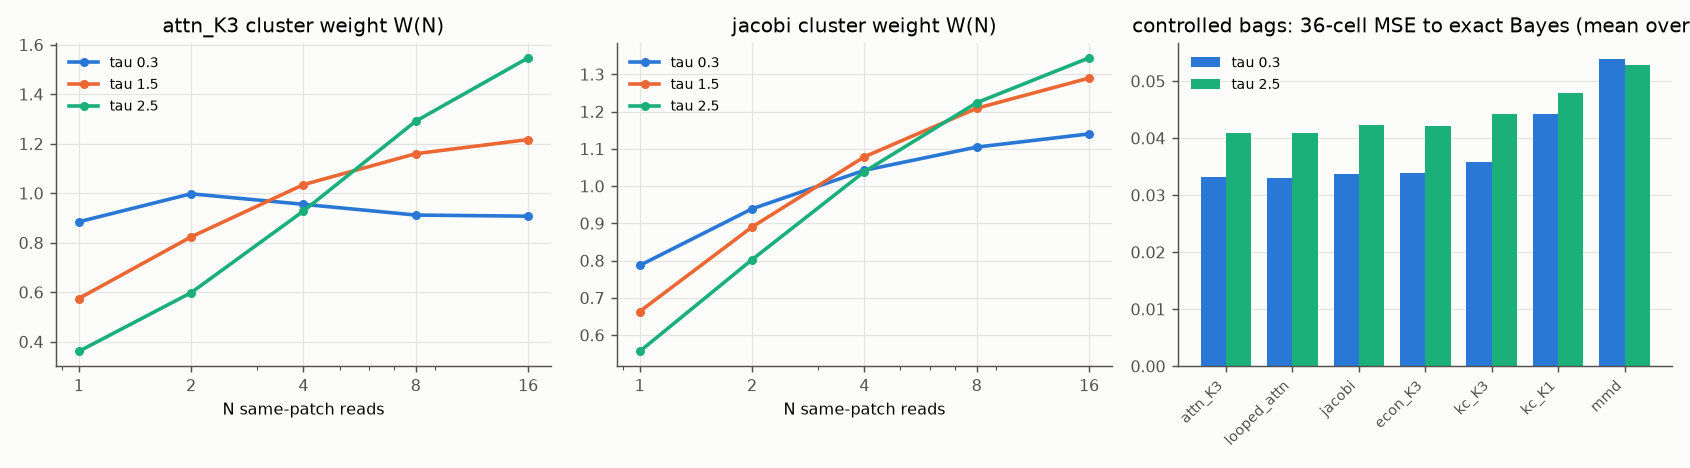 attn_K3 cluster weight W(N)
1.6
1.4
1.2
1.0
0.8
0.6
0.4
tau 0.3
tau 1.5
tau 2.5
1 2 4 8 16
N same-patch reads
jacobi cluster weight W(N)
1.3
1.2
1.1
1.0
0.9
0.8
0.7
0.6
tau 0.3
tau 1.5
tau 2.5
1 2 4 8 16
N same-patch reads
controlled bags: 36-cell MSE to exact Bayes (mean over
0.05
0.04
0.03
0.02
0.01
0.00
tau 0.3
tau 2.5
attn_K3
looped_attn
jacobi
econ_K3
kc_K3
kc_K1
mmd